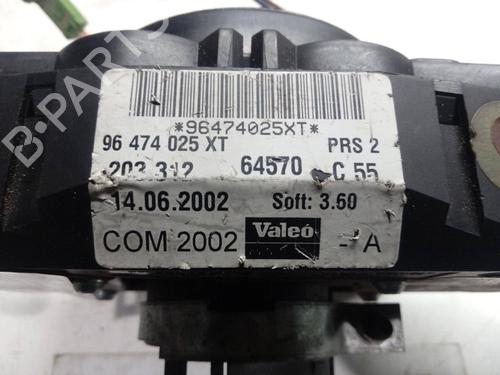 B-PARTS
*96474025XT*
96 474 025 XT PRS 2
203 312 64570 C 55
14.06.2002 Soft: 3.60
COM 2002 Valeo - A